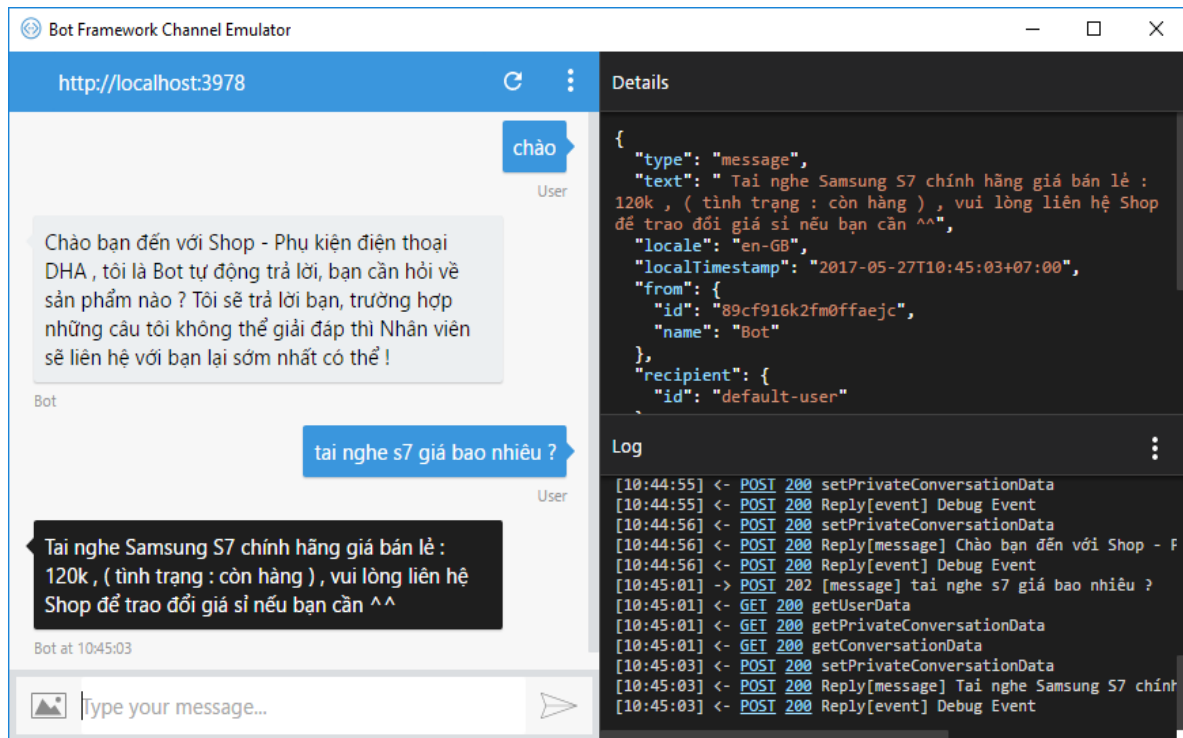 Bot Framework Channel Emulator
http://localhost:3978
chào
User
Chào bạn đến với Shop - Phụ kiện điện thoại
DHA , tôi là Bot tự động trả lời, bạn cần hỏi về
sản phẩm nào ? Tôi sẽ trả lời bạn, trường hợp
những câu tôi không thể giải đáp thì Nhân viên
sẽ liên hệ với bạn lại sớm nhất có thể !
Bot
tai nghe s7 giá bao nhiêu ?
User
Tai nghe Samsung S7 chính hãng giá bán lẻ :
120k , ( tình trạng : còn hàng ) , vui lòng liên hệ
Shop để trao đổi giá sỉ nếu bạn cần ^^
Bot at 10:45:03
Type your message...
Details
{
"type": "message",
"text": " Tai nghe Samsung S7 chính hãng giá bán lẻ :
120k , ( tình trạng : còn hàng ) , vui lòng liên hệ Shop
để trao đổi giá sỉ nếu bạn cần ^^",
"locale": "en-GB",
"localTimestamp": "2017-05-27T10:45:03+07:00",
"from": {
"id": "89cf916k2fm0ffaejc",
"name": "Bot"
},
"recipient": {
"id": "default-user"
Log
[10:44:55] <- POST 200 setPrivateConversationData
[10:44:55] <- POST 200 Reply[event] Debug Event
[10:44:56] <- POST 200 setPrivateConversationData
[10:44:56] <- POST 200 Reply[message] Chào bạn đến với Shop - P
[10:44:56] <- POST 200 Reply[event] Debug Event
[10:45:01] -> POST 202 [message] tai nghe s7 giá bao nhiêu ?
[10:45:01] <- GET 200 getUserData
[10:45:01] <- GET 200 getPrivateConversationData
[10:45:01] <- GET 200 getConversationData
[10:45:03] <- POST 200 setPrivateConversationData
[10:45:03] <- POST 200 Reply[message] Tai nghe Samsung S7 chính
[10:45:03] <- POST 200 Reply[event] Debug Event